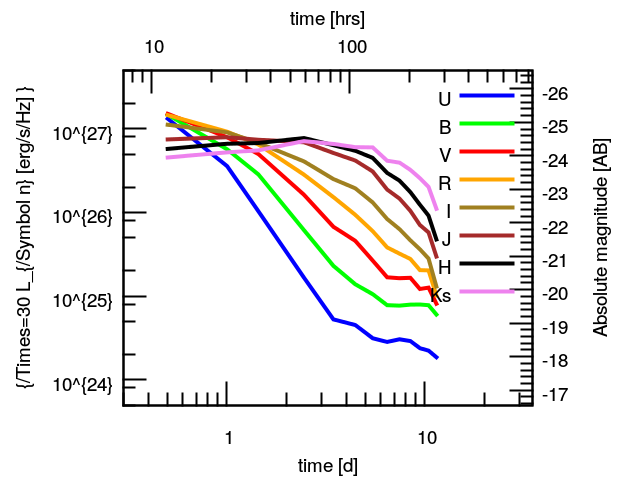 time [hrs]
10 100
{/Times=30 L_{/Symbol n} [erg/s/Hz] }
10^{27}
10^{26}
10^{25}
10^{24}
U
B
V
R
I
J
H
Ks
-26
-25
-24
-23
-22
-21
-20
-19
-18
-17
Absolute magnitude [AB]
1 10
time [d]